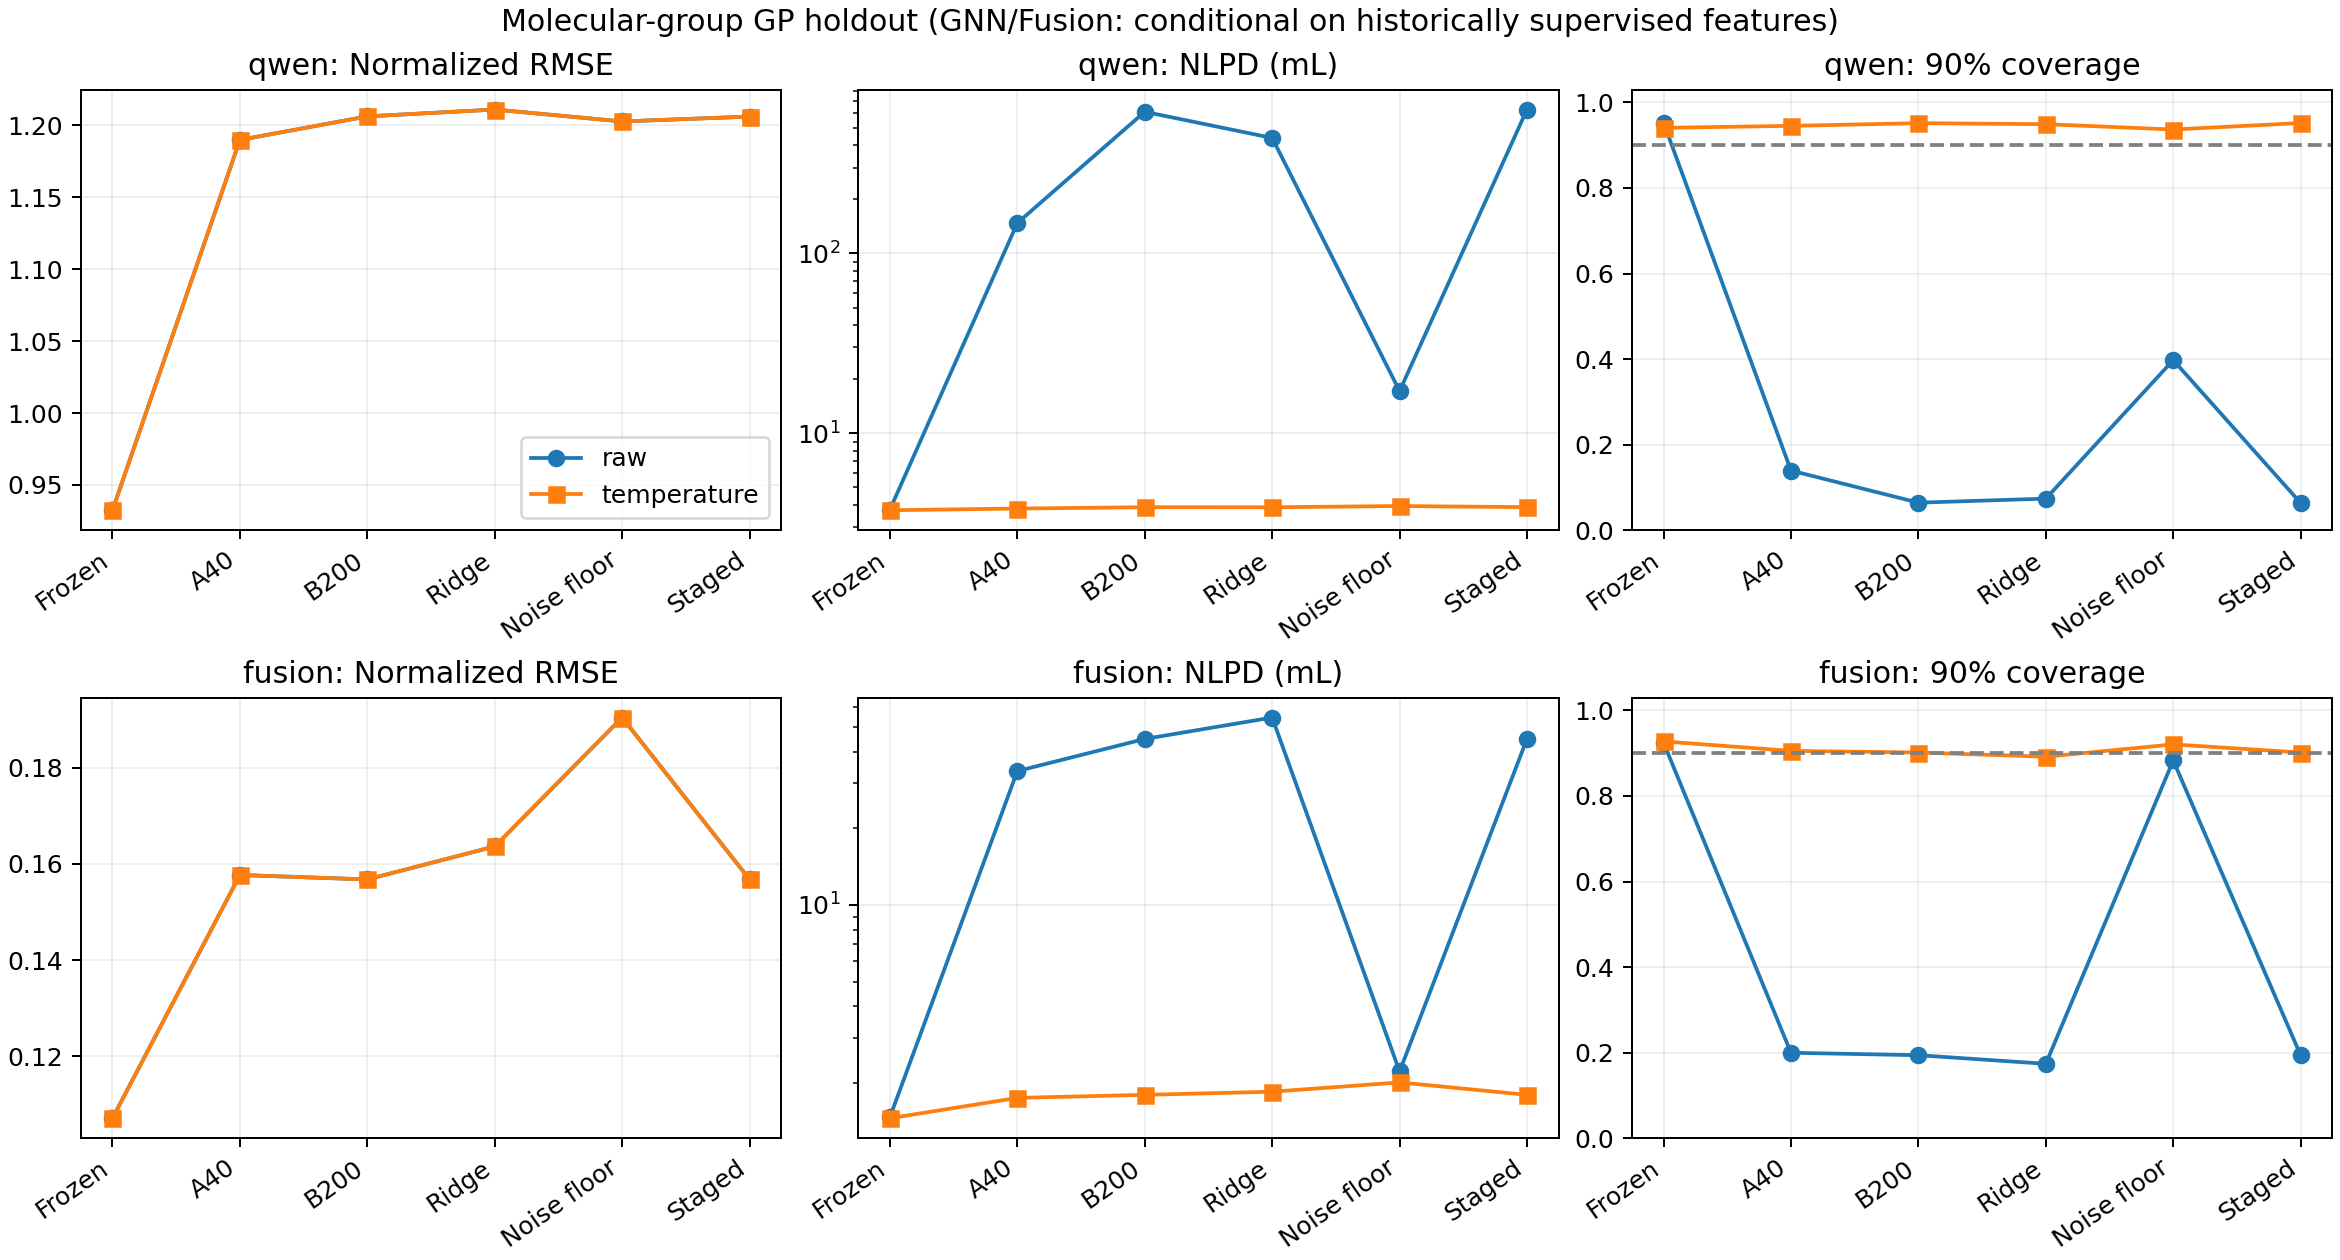 Molecular-group GP holdout (GNN/Fusion: conditional on historically supervised features)
qwen: Normalized RMSE
1.20
1.15
1.10
1.05
1.00
0.95
raw
temperature
Frozen
A40
B200
Ridge
Noise floor
Staged
qwen: NLPD (mL)
10²
10¹
Frozen
A40
B200
Ridge
Noise floor
Staged
qwen: 90% coverage
1.0
0.8
0.6
0.4
0.2
0.0
Frozen
A40
B200
Ridge
Noise floor
Staged
fusion: Normalized RMSE
0.18
0.16
0.14
0.12
Frozen
A40
B200
Ridge
Noise floor
Staged
fusion: NLPD (mL)
10¹
Frozen
A40
B200
Ridge
Noise floor
Staged
fusion: 90% coverage
1.0
0.8
0.6
0.4
0.2
0.0
Frozen
A40
B200
Ridge
Noise floor
Staged